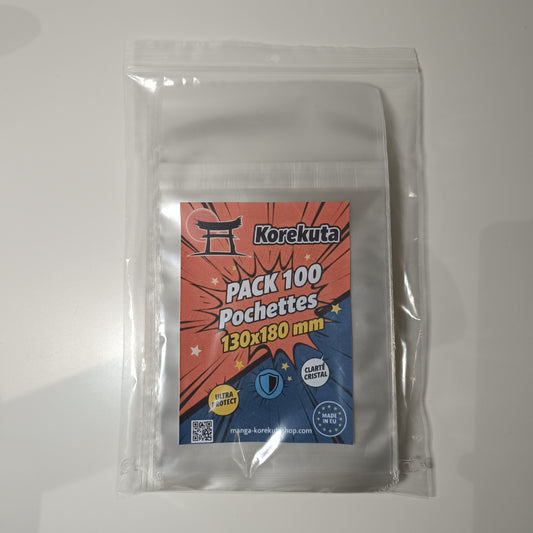 Korekuta
PACK 100
Pochettes
130x180 mm
CLARTÉ
CRISTAL
ULTRA
PROTECT
MADE
IN EU
manga-korekutashop.com